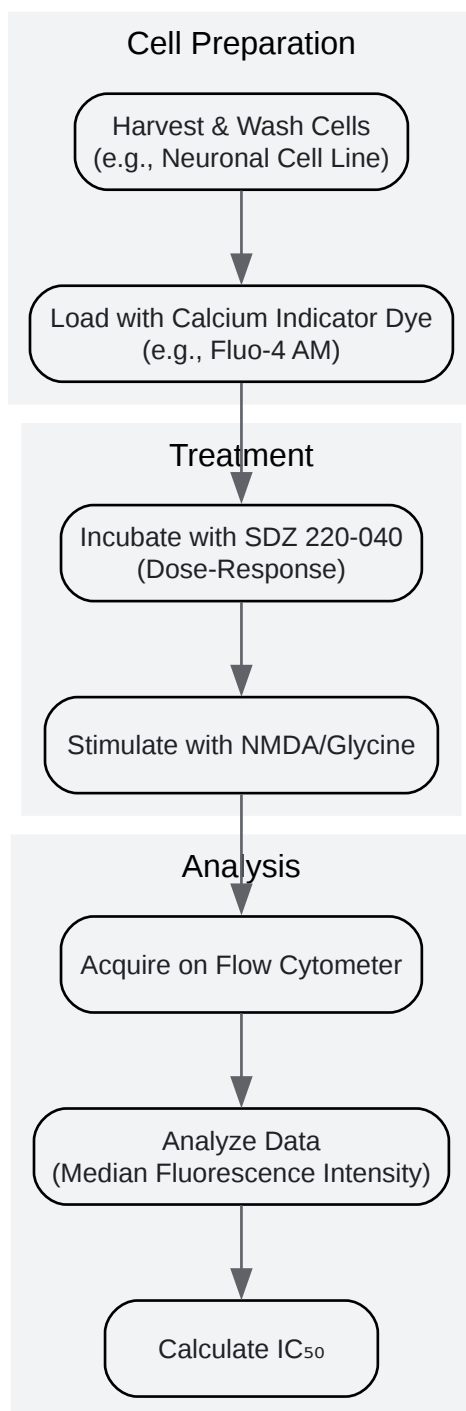 Cell Preparation
Harvest & Wash Cells
(e.g., Neuronal Cell Line)
Load with Calcium Indicator Dye
(e.g., Fluo-4 AM)
Treatment
Incubate with SDZ 220-040
(Dose-Response)
Stimulate with NMDA/Glycine
Analysis
Acquire on Flow Cytometer
Analyze Data
(Median Fluorescence Intensity)
Calculate IC₅₀